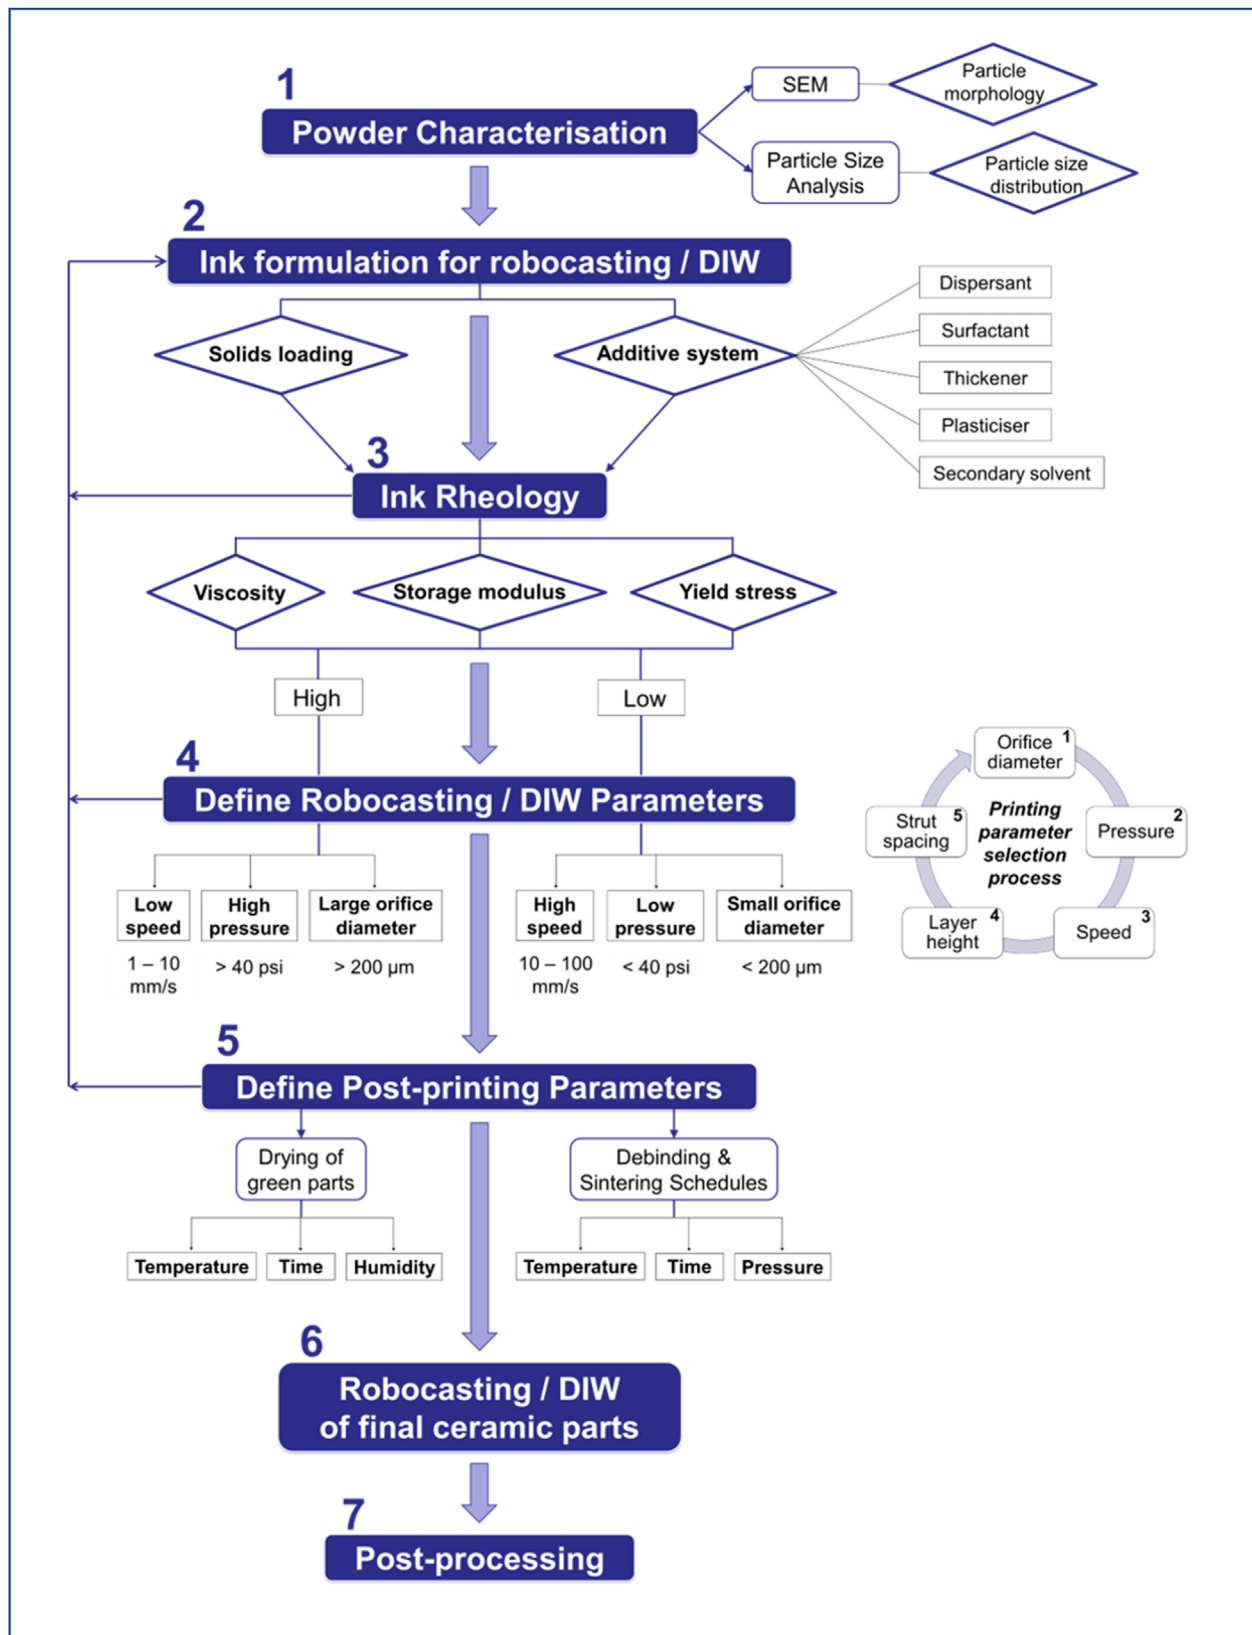 1
Powder Characterisation
SEM
Particle
morphology
Particle Size
Analysis
Particle size
distribution
2
Ink formulation for robocasting / DIW
Solids loading
Additive system
Dispersant
Surfactant
Thickener
Plasticiser
Secondary solvent
3
Ink Rheology
Viscosity
Storage modulus
Yield stress
High
Low
4
Define Robocasting / DIW Parameters
Low
speed
1 – 10
mm/s
High
pressure
> 40 psi
Large orifice
diameter
> 200 µm
High
speed
10 – 100
mm/s
Low
pressure
< 40 psi
Small orifice
diameter
< 200 µm
Printing
parameter
selection
process
Orifice 1
diameter
Pressure 2
Speed 3
Layer 4
height
Strut 5
spacing
5
Define Post-printing Parameters
Drying of
green parts
Temperature
Time
Humidity
Debinding &
Sintering Schedules
Temperature
Time
Pressure
6
Robocasting / DIW
of final ceramic parts
7
Post-processing